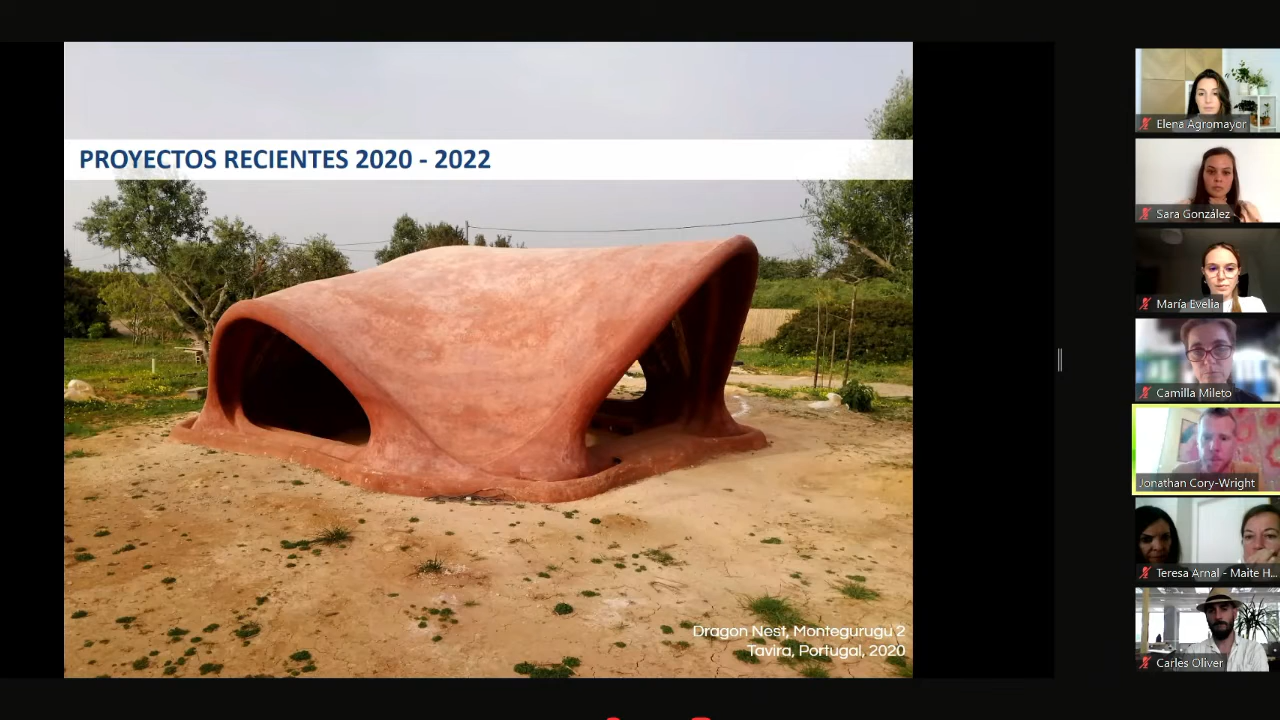 PROYECTOS RECIENTES 2020 - 2022
Dragon Nest, Montegurugu 2
Tavira, Portugal, 2020
Elena Agromayor
Sara González
María Evelia
Camilla Mileto
Jonathan Cory-Wright
Teresa Arnal - Maite H...
Carles Oliver